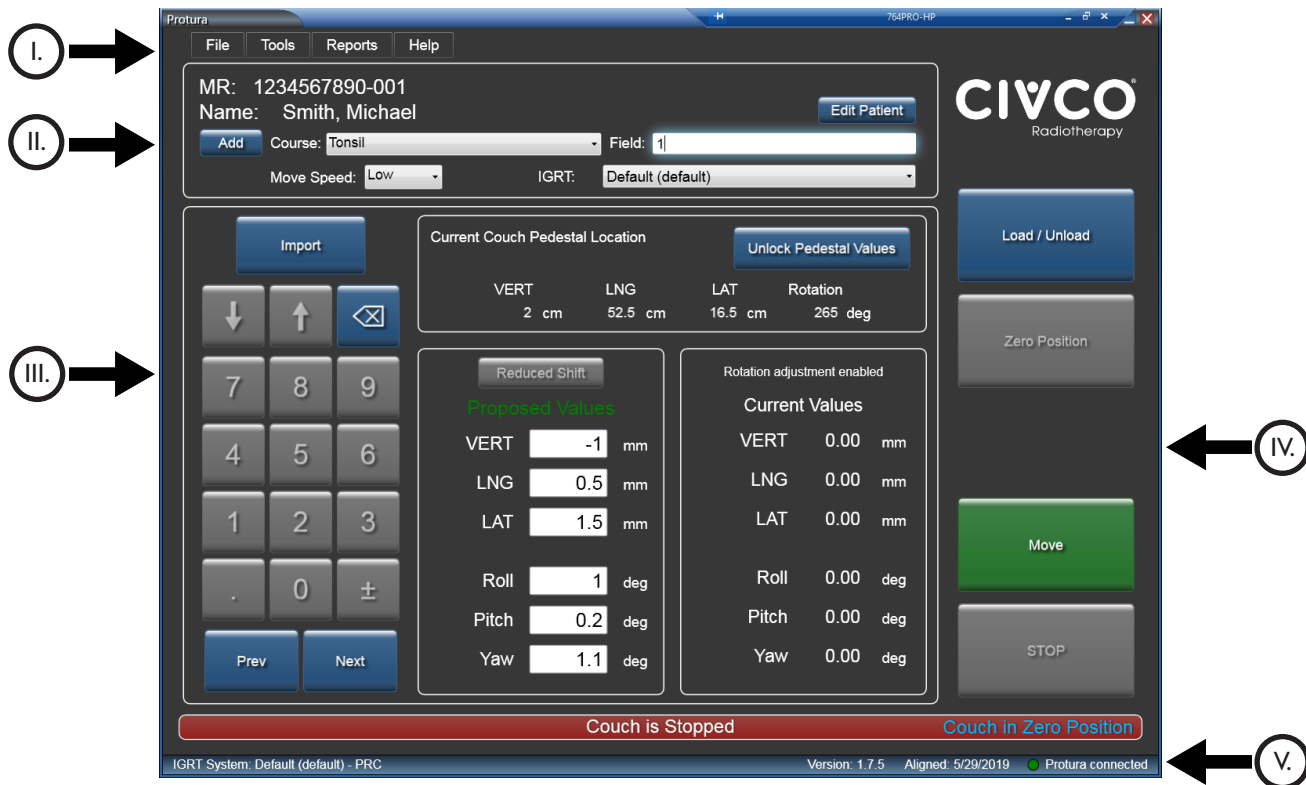 Protura 764PRO-HP
I. File Tools Reports Help
MR: 1234567890-001
Name: Smith, Michael
Edit Patient
II. Add Course: Tonsil Field: 1
Move Speed: Low IGRT: Default (default)
CIVCO
Radiotherapy
Import
Current Couch Pedestal Location
Unlock Pedestal Values
VERT LNG LAT Rotation
2 cm 52.5 cm 16.5 cm 265 deg
Load / Unload
Zero Position
III.
7 8 9
4 5 6
1 2 3
. 0 ±
Prev Next
Reduced Shift
Proposed Values
VERT -1 mm
LNG 0.5 mm
LAT 1.5 mm
Roll 1 deg
Pitch 0.2 deg
Yaw 1.1 deg
Rotation adjustment enabled
Current Values
VERT 0.00 mm
LNG 0.00 mm
LAT 0.00 mm
Roll 0.00 deg
Pitch 0.00 deg
Yaw 0.00 deg
IV.
Move
STOP
Couch is Stopped Couch in Zero Position
IGRT System: Default (default) - PRC Version: 1.7.5 Aligned: 5/29/2019 Protura connected
V.